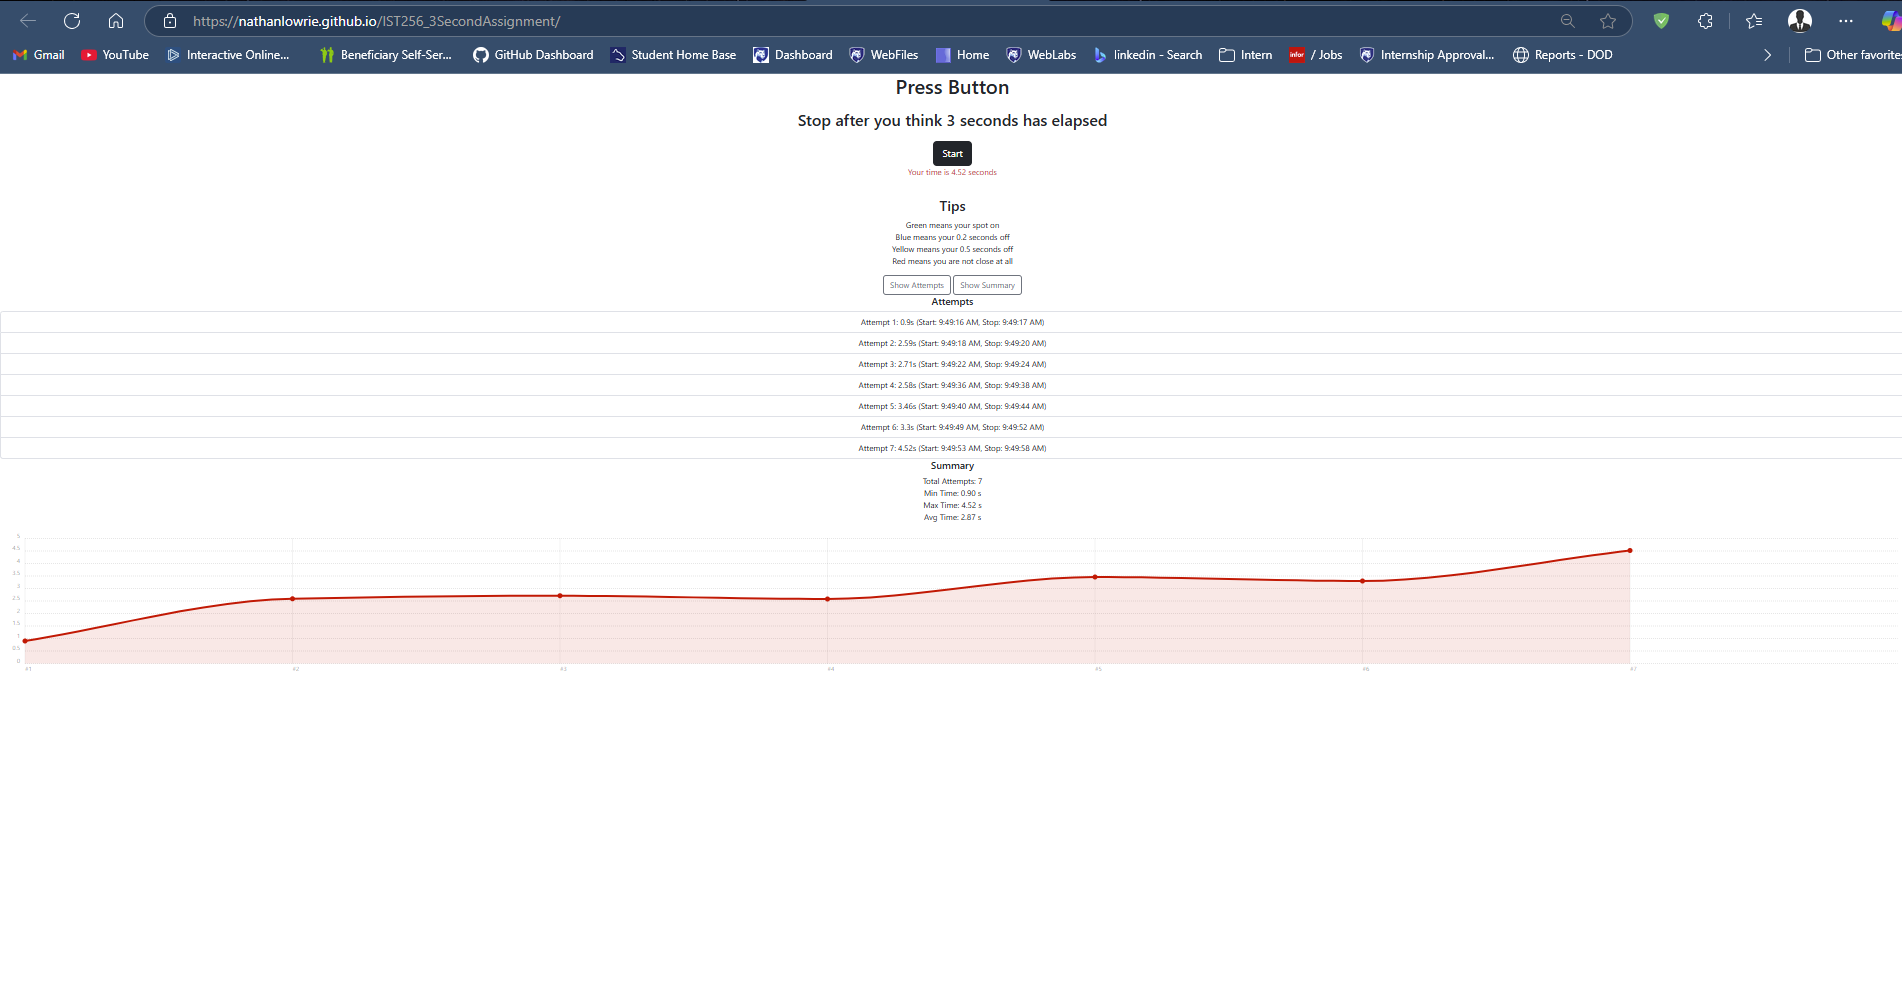 https://nathanlowrie.github.io/IST256_3SecondAssignment/
Gmail YouTube Interactive Online... Beneficiary Self-Ser... GitHub Dashboard Student Home Base Dashboard WebFiles Home WebLabs linkedin - Search Intern infor / Jobs Internship Approval... Reports - DOD Other favorites
Press Button
Stop after you think 3 seconds has elapsed
Start
Your time is 4.52 seconds
Tips
Green means your spot on
Blue means your 0.2 seconds off
Yellow means your 0.5 seconds off
Red means you are not close at all
Show Attempts Show Summary
Attempts
Attempt 1: 0.9s (Start: 9:49:16 AM, Stop: 9:49:17 AM)
Attempt 2: 2.59s (Start: 9:49:18 AM, Stop: 9:49:20 AM)
Attempt 3: 2.71s (Start: 9:49:22 AM, Stop: 9:49:24 AM)
Attempt 4: 2.58s (Start: 9:49:36 AM, Stop: 9:49:38 AM)
Attempt 5: 3.46s (Start: 9:49:40 AM, Stop: 9:49:44 AM)
Attempt 6: 3.3s (Start: 9:49:49 AM, Stop: 9:49:52 AM)
Attempt 7: 4.52s (Start: 9:49:53 AM, Stop: 9:49:58 AM)
Summary
Total Attempts: 7
Min Time: 0.90 s
Max Time: 4.52 s
Avg Time: 2.87 s
5
4.5
4
3.5
3
2.5
2
1.5
1
0.5
0
#1 #2 #3 #4 #5 #6 #7